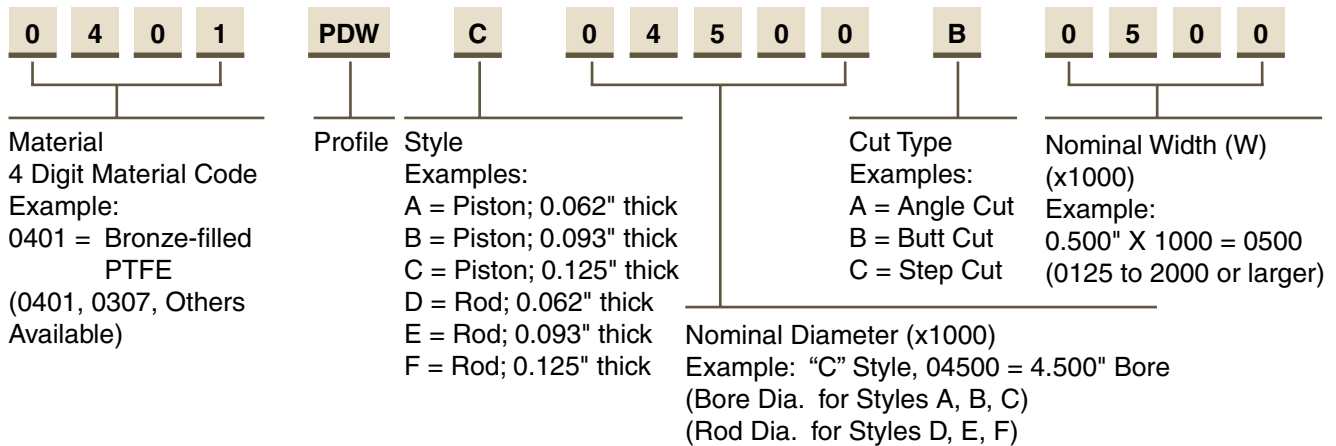 0 4 0 1 PDW C 0 4 5 0 0 B 0 5 0 0
Material
4 Digit Material Code
Example:
0401 = Bronze-filled
PTFE
(0401, 0307, Others
Available)
Profile
Style
Examples:
A = Piston; 0.062" thick
B = Piston; 0.093" thick
C = Piston; 0.125" thick
D = Rod; 0.062" thick
E = Rod; 0.093" thick
F = Rod; 0.125" thick
Nominal Diameter (x1000)
Example: “C” Style, 04500 = 4.500" Bore
(Bore Dia. for Styles A, B, C)
(Rod Dia. for Styles D, E, F)
Cut Type
Examples:
A = Angle Cut
B = Butt Cut
C = Step Cut
Nominal Width (W)
(x1000)
Example:
0.500" X 1000 = 0500
(0125 to 2000 or larger)